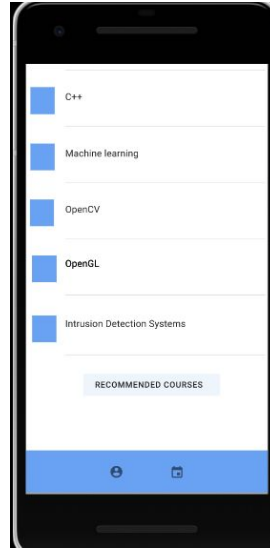 C++
Machine learning
OpenCV
OpenGL
Intrusion Detection Systems
RECOMMENDED COURSES